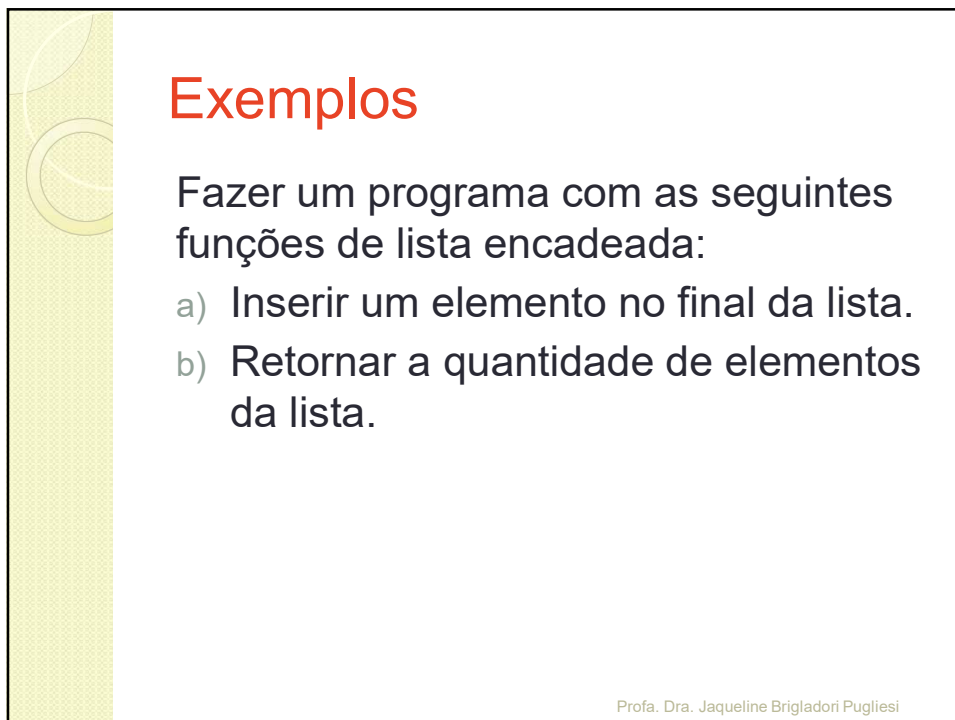 Exemplos
Fazer um programa com as seguintes
funções de lista encadeada:
a) Inserir um elemento no final da lista.
b) Retornar a quantidade de elementos
da lista.
Profa. Dra. Jaqueline Brigladori Pugliesi